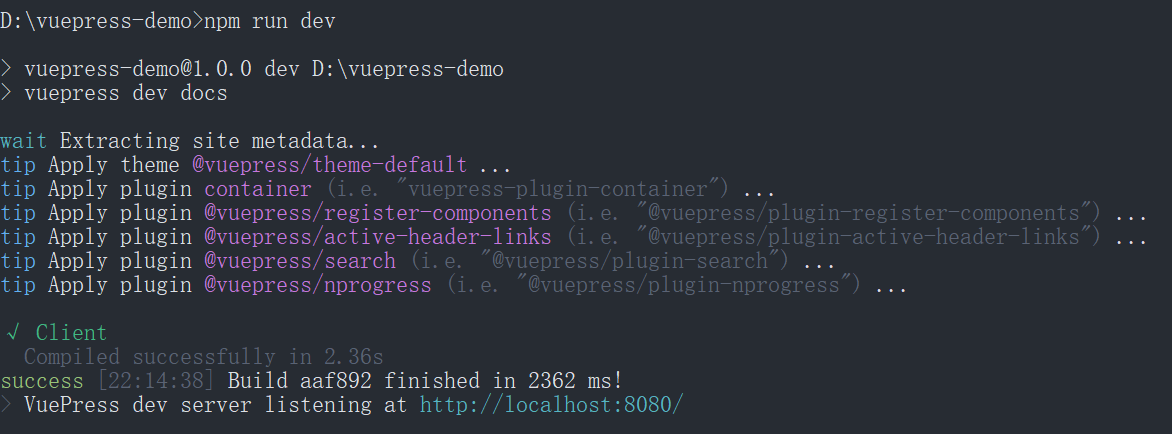 D:\vuepress-demo>npm run dev
> vuepress-demo@1.0.0 dev D:\vuepress-demo
> vuepress dev docs
wait Extracting site metadata...
tip Apply theme @vuepress/theme-default ...
tip Apply plugin container (i.e. "vuepress-plugin-container") ...
tip Apply plugin @vuepress/register-components (i.e. "@vuepress/plugin-register-components") ...
tip Apply plugin @vuepress/active-header-links (i.e. "@vuepress/plugin-active-header-links") ...
tip Apply plugin @vuepress/search (i.e. "@vuepress/plugin-search") ...
tip Apply plugin @vuepress/nprogress (i.e. "@vuepress/plugin-nprogress") ...
√ Client
Compiled successfully in 2.36s
success [22:14:38] Build aaf892 finished in 2362 ms!
> VuePress dev server listening at http://localhost:8080/